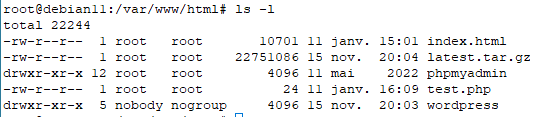 root@debian11:/var/www/html# ls -l
total 22244
-rw-r--r--  1 root   root      10701 11 janv. 15:01 index.html
-rw-r--r--  1 root   root   22751086 15 nov.  20:04 latest.tar.gz
drwxr-xr-x 12 root   root       4096 11 mai    2022 phpmyadmin
-rw-r--r--  1 root   root         24 11 janv. 16:09 test.php
drwxr-xr-x  5 nobody nogroup    4096 15 nov.  20:03 wordpress